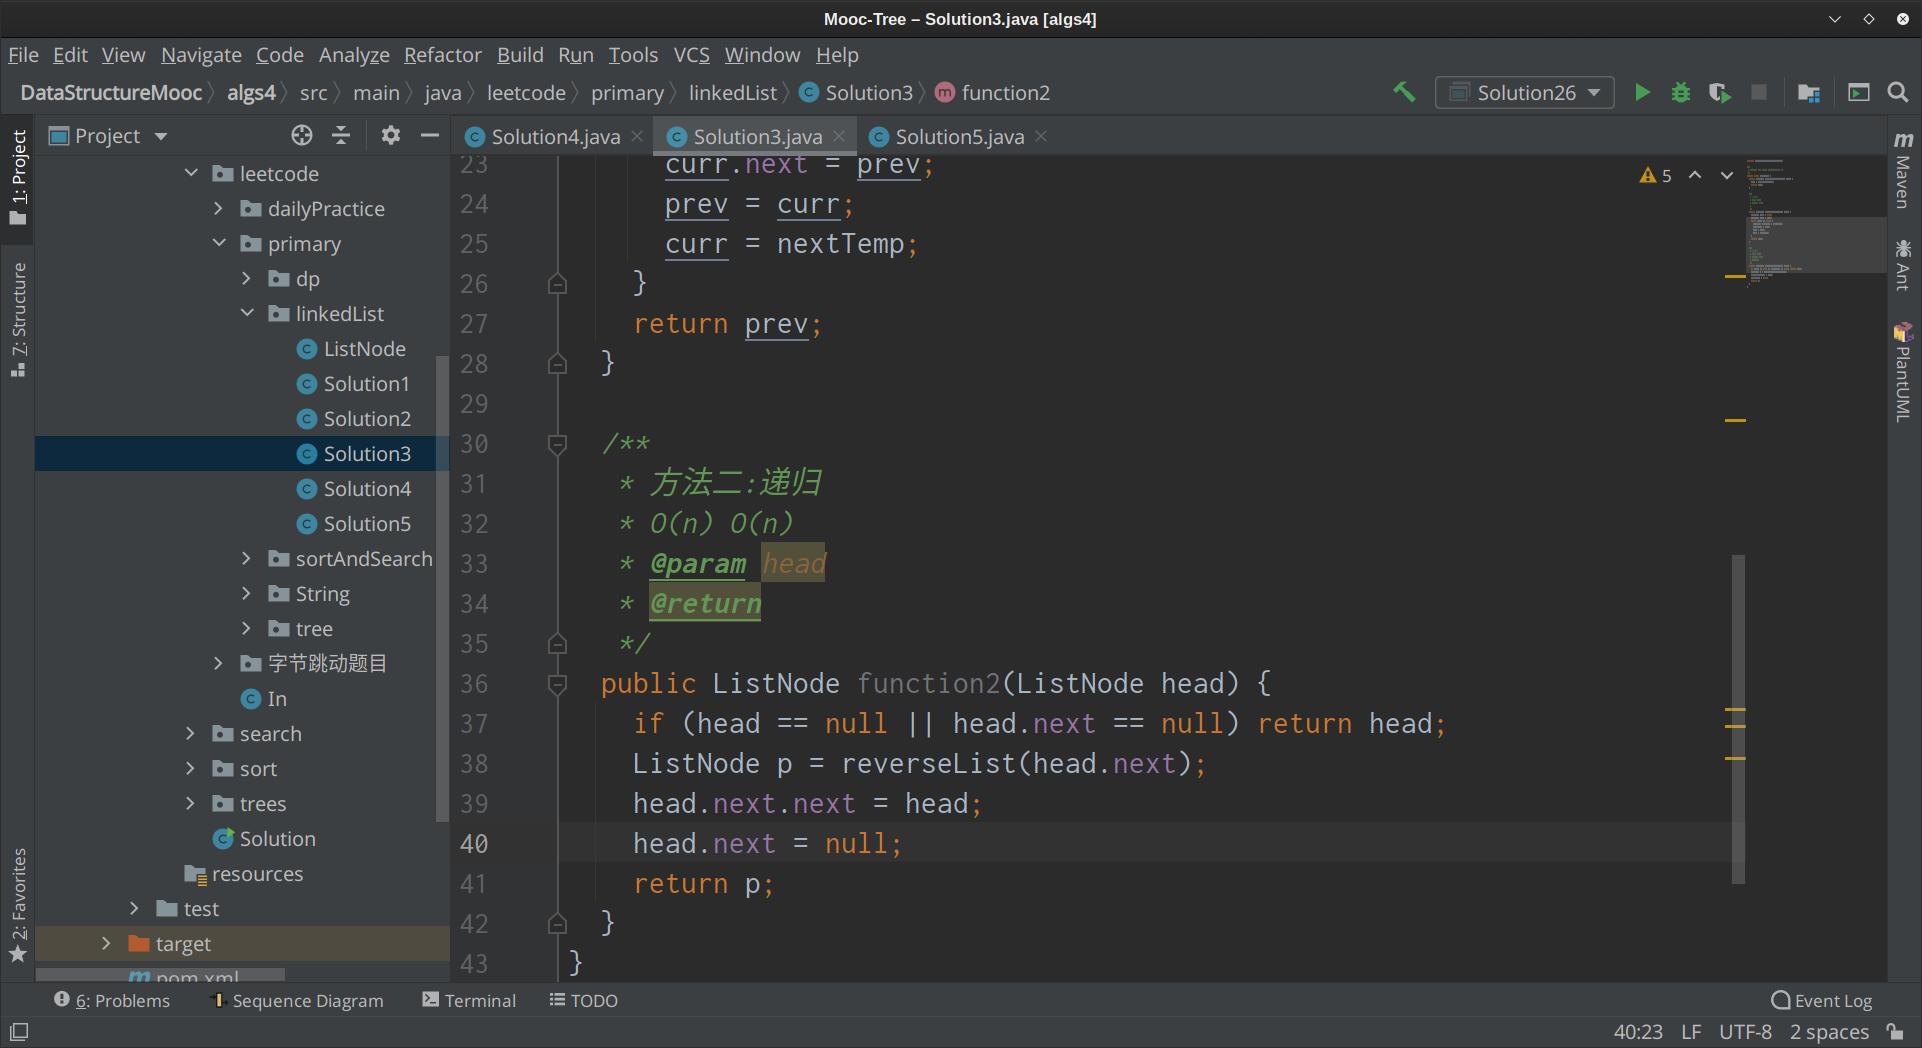 Mooc-Tree – Solution3.java [algs4]
File Edit View Navigate Code Analyze Refactor Build Run Tools VCS Window Help
DataStructureMooc algs4 src main java leetcode primary linkedList Solution3 function2
Solution26
1: Project
Z: Structure
2: Favorites
Project
leetcode
dailyPractice
primary
dp
linkedList
ListNode
Solution1
Solution2
Solution3
Solution4
Solution5
sortAndSearch
String
tree
字节跳动题目
In
search
sort
trees
Solution
resources
test
target
pom.xml
Solution4.java Solution3.java Solution5.java
5
23 curr.next = prev;
24 prev = curr;
25 curr = nextTemp;
26 }
27 return prev;
28 }
29
30 /**
31 * 方法二:递归
32 * O(n) O(n)
33 * @param head
34 * @return
35 */
36 public ListNode function2(ListNode head) {
37 if (head == null || head.next == null) return head;
38 ListNode p = reverseList(head.next);
39 head.next.next = head;
40 head.next = null;
41 return p;
42 }
43 }
Maven
Ant
PlantUML
6: Problems Sequence Diagram Terminal TODO Event Log
40:23 LF UTF-8 2 spaces